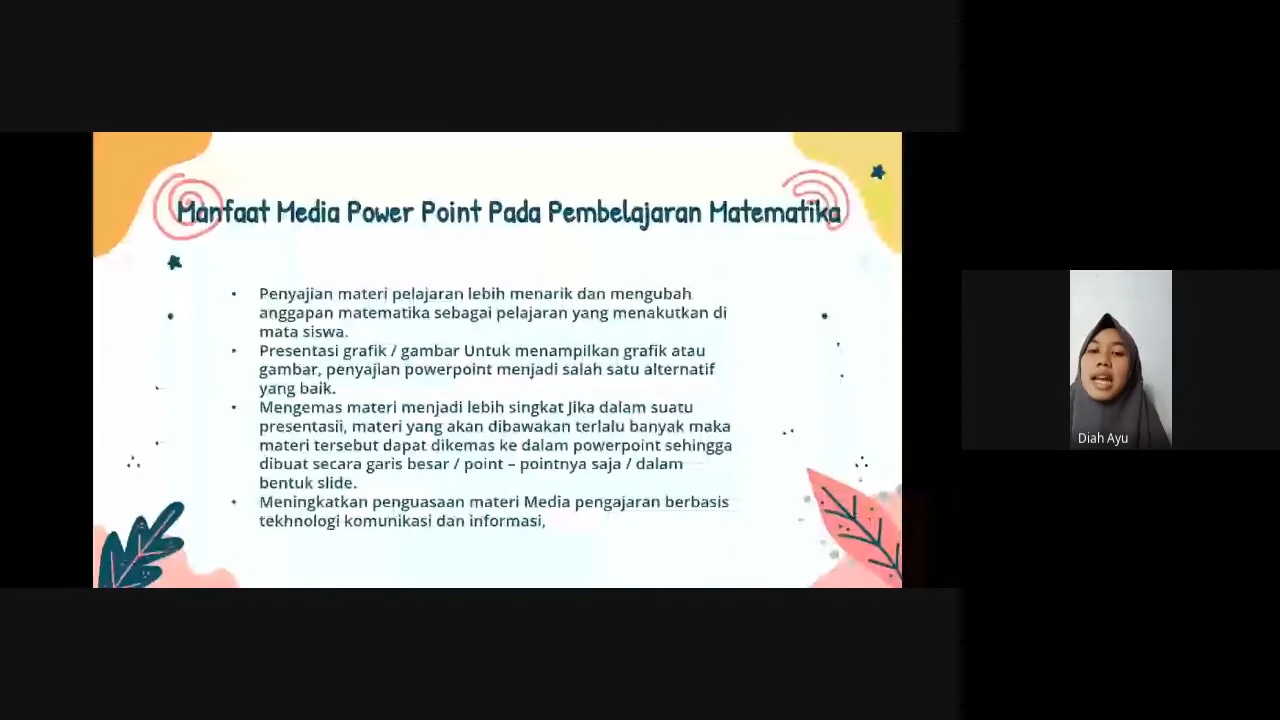 Manfaat Media Power Point Pada Pembelajaran Matematika
• Penyajian materi pelajaran lebih menarik dan mengubah
anggapan matematika sebagai pelajaran yang menakutkan di
mata siswa.
• Presentasi grafik / gambar Untuk menampilkan grafik atau
gambar, penyajian powerpoint menjadi salah satu alternatif
yang baik.
• Mengemas materi menjadi lebih singkat Jika dalam suatu
presentasii, materi yang akan dibawakan terlalu banyak maka
materi tersebut dapat dikemas ke dalam powerpoint sehingga
dibuat secara garis besar / point – pointnya saja / dalam
bentuk slide.
• Meningkatkan penguasaan materi Media pengajaran berbasis
tekhnologi komunikasi dan informasi,
Diah Ayu